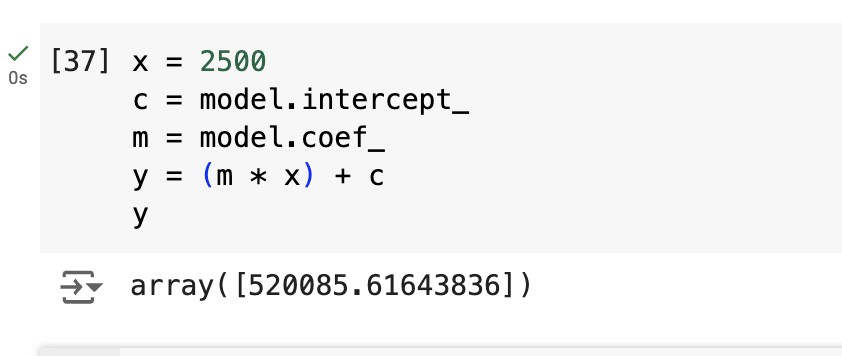 [37] x = 2500
0s
c = model.intercept_
m = model.coef_
y = (m * x) + c
y
array([520085.61643836])